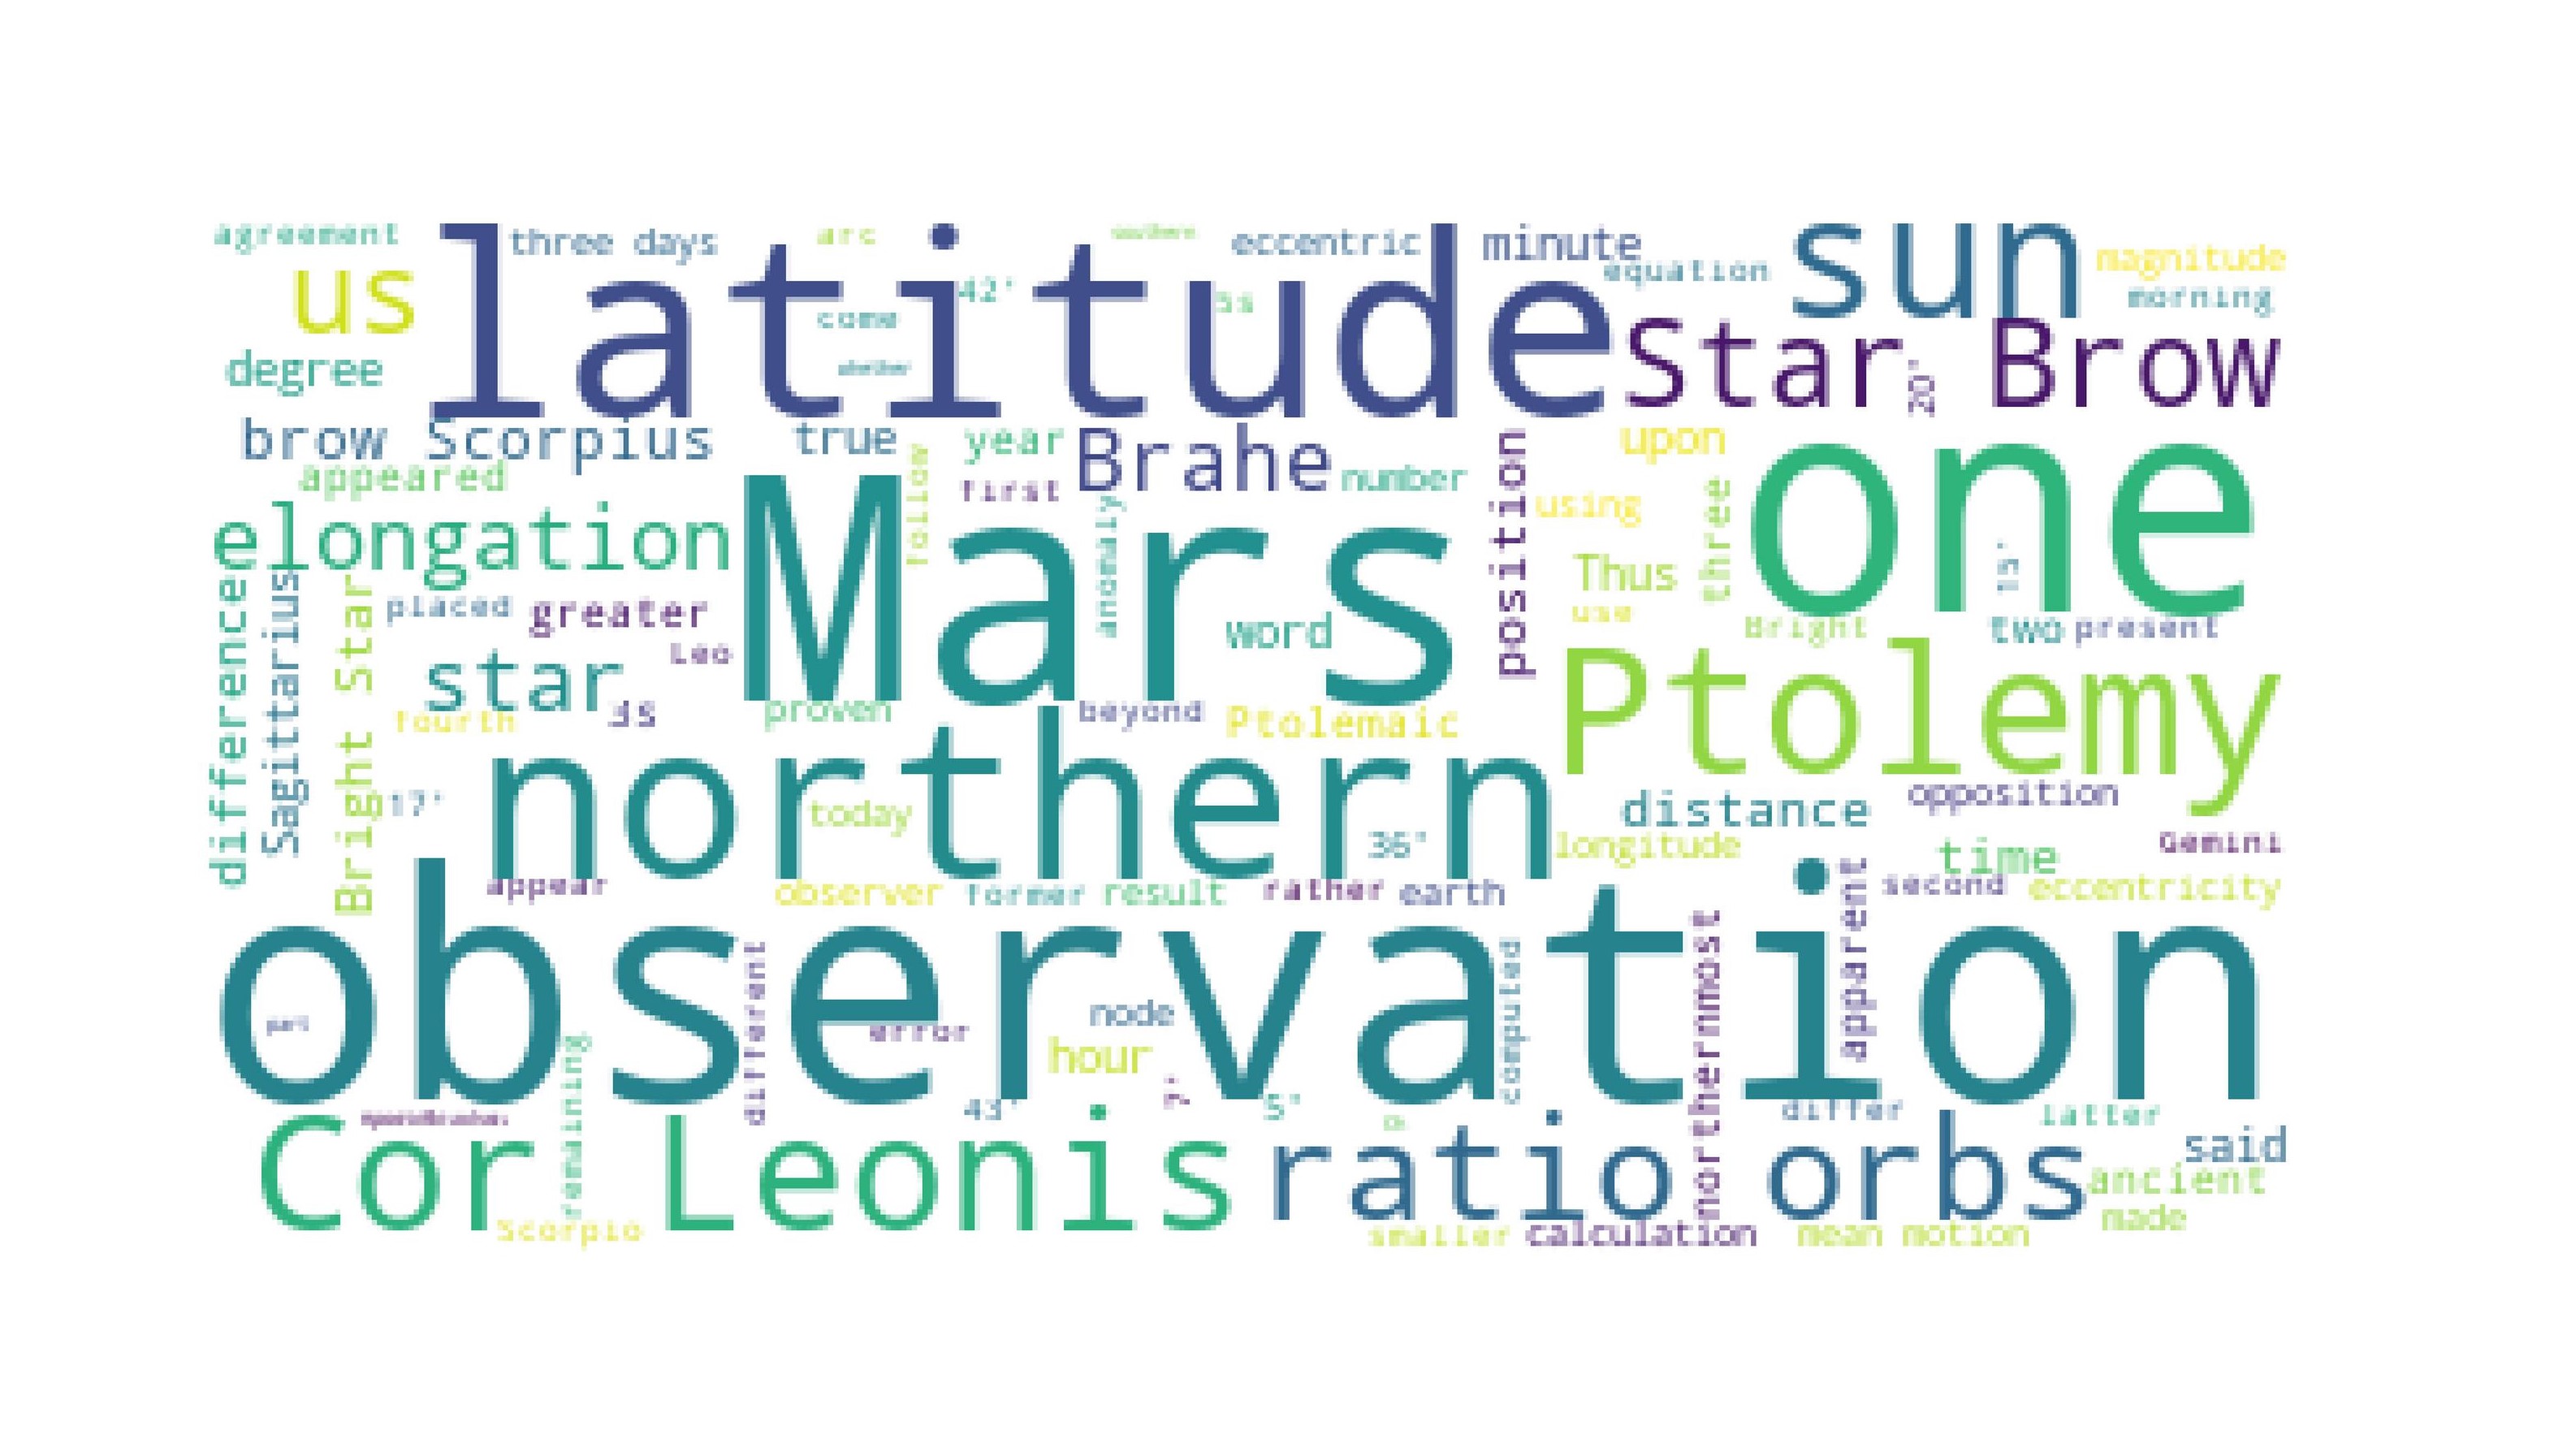 agreement
three days
arc
eccentric
minute
sun
us
latitude
42'
5s
equation
magnitude
morning
come
degree
whether
Star Brow
20'
brow Scorpius
true
year
Brahe
position
upon
one
appeared
follow
first
number
anomaly
using
three
elongation
Thus
15'
difference
Sagittarius
Bright Star
placed
greater
Mars
word
use
Bright
two
present
Leo
star
35
proven
beyond
Ptolemaic
Ptolemy
fourth
northern
17'
today
36'
distance
opposition
longitude
time
Gemini
appear
observer
former
result
rather
earth
apparent
second
eccentricity
observation
different
error
node
hour
computed
northernmost
part
remaining
43'
7'
5'
differ
latter
Cor Leonis
ratio orbs
said
ancient
made
Scorpio
smaller
calculation
mean motion